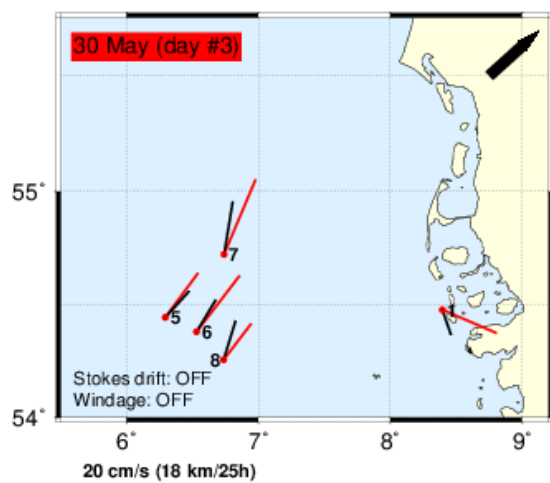 30 May (day #3)
55°
7
5
6
8
1
Stokes drift: OFF
Windage: OFF
54°
6° 7° 8° 9°
20 cm/s (18 km/25h)